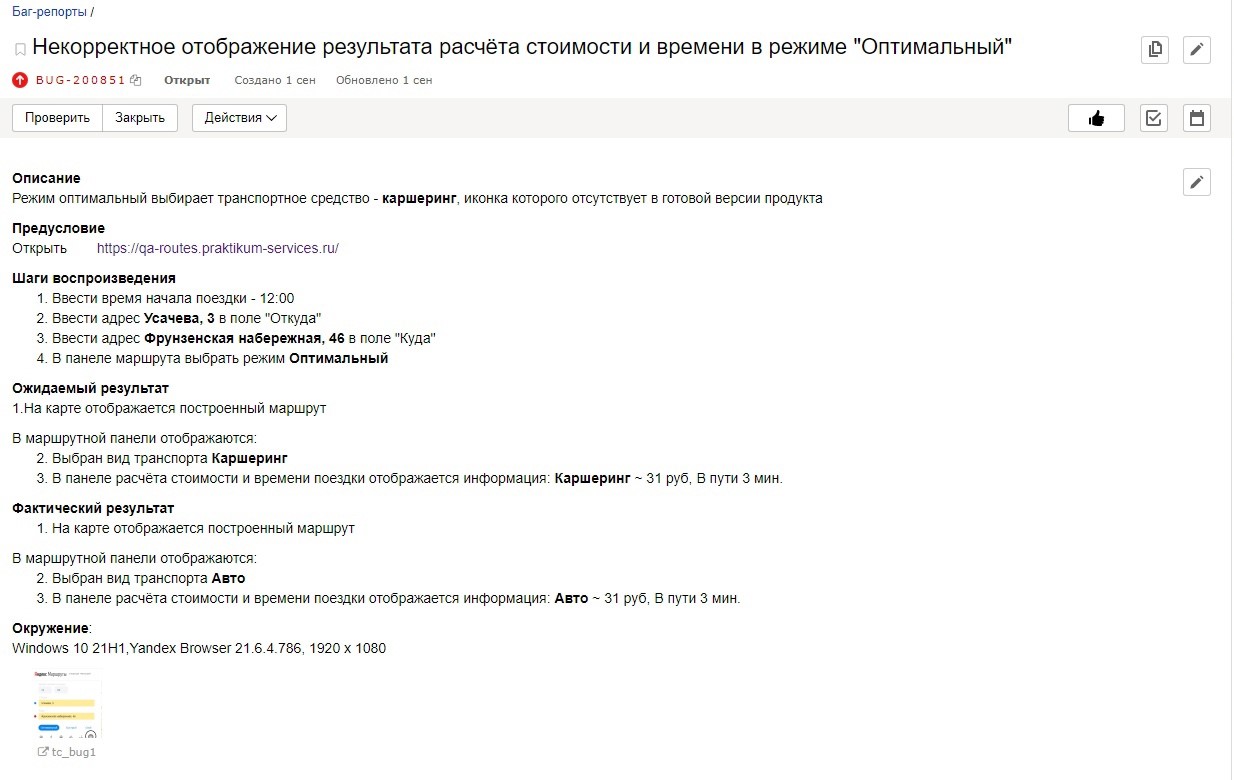 Баг-репорты /
Некорректное отображение результата расчёта стоимости и времени в режиме "Оптимальный"
BUG-200851 Открыт Создано 1 сен Обновлено 1 сен
Проверить Закрыть Действия
Описание
Режим оптимальный выбирает транспортное средство - каршеринг, иконка которого отсутствует в готовой версии продукта
Предусловие
Открыть https://qa-routes.praktikum-services.ru/
Шаги воспроизведения
1. Ввести время начала поездки - 12:00
2. Ввести адрес Усачева, 3 в поле "Откуда"
3. Ввести адрес Фрунзенская набережная, 46 в поле "Куда"
4. В панеле маршрута выбрать режим Оптимальный
Ожидаемый результат
1.На карте отображается построенный маршрут
В маршрутной панели отображаются:
2. Выбран вид транспорта Каршеринг
3. В панеле расчёта стоимости и времени поездки отображается информация: Каршеринг ~ 31 руб, В пути 3 мин.
Фактический результат
1. На карте отображается построенный маршрут
В маршрутной панели отображаются:
2. Выбран вид транспорта Авто
3. В панеле расчёта стоимости и времени поездки отображается информация: Авто ~ 31 руб, В пути 3 мин.
Окружение:
Windows 10 21H1,Yandex Browser 21.6.4.786, 1920 x 1080
tc_bug1